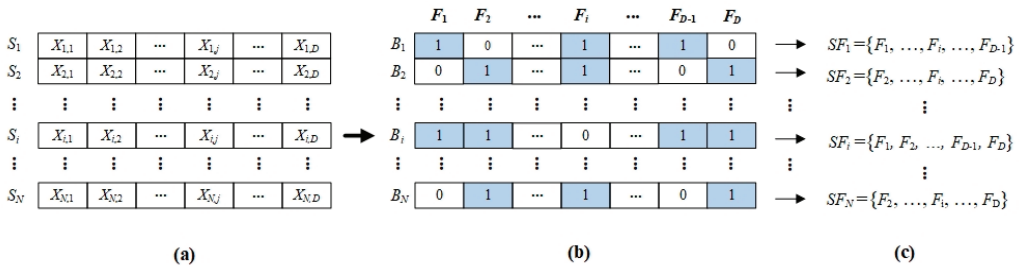 F1 F2 ... Fi ... FD-1 FD
S1 X1,1 X1,2 ... X1,j ... X1,D B1 1 0 ... 1 ... 1 0 SF1={F1, …, Fi, …, FD-1}
S2 X2,1 X2,2 ... X2,j ... X2,D B2 0 1 ... 1 ... 0 1 SF2={F2, …, Fi, …, FD}
Si Xi,1 Xi,2 ... Xi,j ... Xi,D Bi 1 1 ... 0 ... 1 1 SFi={F1, F2, …, FD-1, FD}
SN XN,1 XN,2 ... XN,j ... XN,D BN 0 1 ... 1 ... 0 1 SFN={F2, …, Fi, …, FD}
(a) (b) (c)